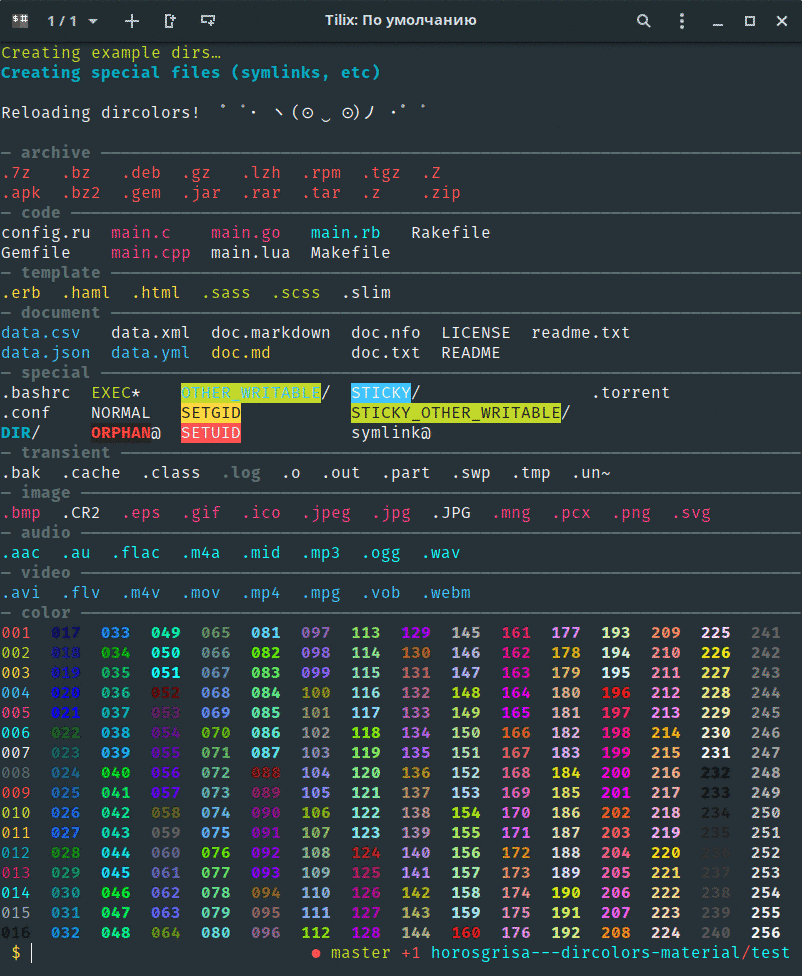 1 / 1 Tilix: По умолчанию
Creating example dirs…
Creating special files (symlinks, etc)
Reloading dircolors! ˚ ˚· ヽ(⊙ ‿ ⊙)ノ ·˚ ˚
— archive
.7z .bz .deb .gz .lzh .rpm .tgz .Z
.apk .bz2 .gem .jar .rar .tar .z .zip
— code
config.ru main.c main.go main.rb Rakefile
Gemfile main.cpp main.lua Makefile
— template
.erb .haml .html .sass .scss .slim
— document
data.csv data.xml doc.markdown doc.nfo LICENSE readme.txt
data.json data.yml doc.md doc.txt README
— special
.bashrc EXEC* OTHER_WRITABLE/ STICKY/ .torrent
.conf NORMAL SETGID STICKY_OTHER_WRITABLE/
DIR/ ORPHAN@ SETUID symlink@
— transient
.bak .cache .class .log .o .out .part .swp .tmp .un~
— image
.bmp .CR2 .eps .gif .ico .jpeg .jpg .JPG .mng .pcx .png .svg
— audio
.aac .au .flac .m4a .mid .mp3 .ogg .wav
— video
.avi .flv .m4v .mov .mp4 .mpg .vob .webm
— color
001 017 033 049 065 081 097 113 129 145 161 177 193 209 225 241
002 018 034 050 066 082 098 114 130 146 162 178 194 210 226 242
003 019 035 051 067 083 099 115 131 147 163 179 195 211 227 243
004 020 036 052 068 084 100 116 132 148 164 180 196 212 228 244
005 021 037 053 069 085 101 117 133 149 165 181 197 213 229 245
006 022 038 054 070 086 102 118 134 150 166 182 198 214 230 246
007 023 039 055 071 087 103 119 135 151 167 183 199 215 231 247
008 024 040 056 072 088 104 120 136 152 168 184 200 216 232 248
009 025 041 057 073 089 105 121 137 153 169 185 201 217 233 249
010 026 042 058 074 090 106 122 138 154 170 186 202 218 234 250
011 027 043 059 075 091 107 123 139 155 171 187 203 219 235 251
012 028 044 060 076 092 108 124 140 156 172 188 204 220 252
013 029 045 061 077 093 109 125 141 157 173 189 205 221 237 253
014 030 046 062 078 094 110 126 142 158 174 190 206 222 238 254
015 031 047 063 079 095 111 127 143 159 175 191 207 223 239 255
016 032 048 064 080 096 112 128 144 160 176 192 208 224 240 256
$ ● master +1 horosgrisa---dircolors-material/test